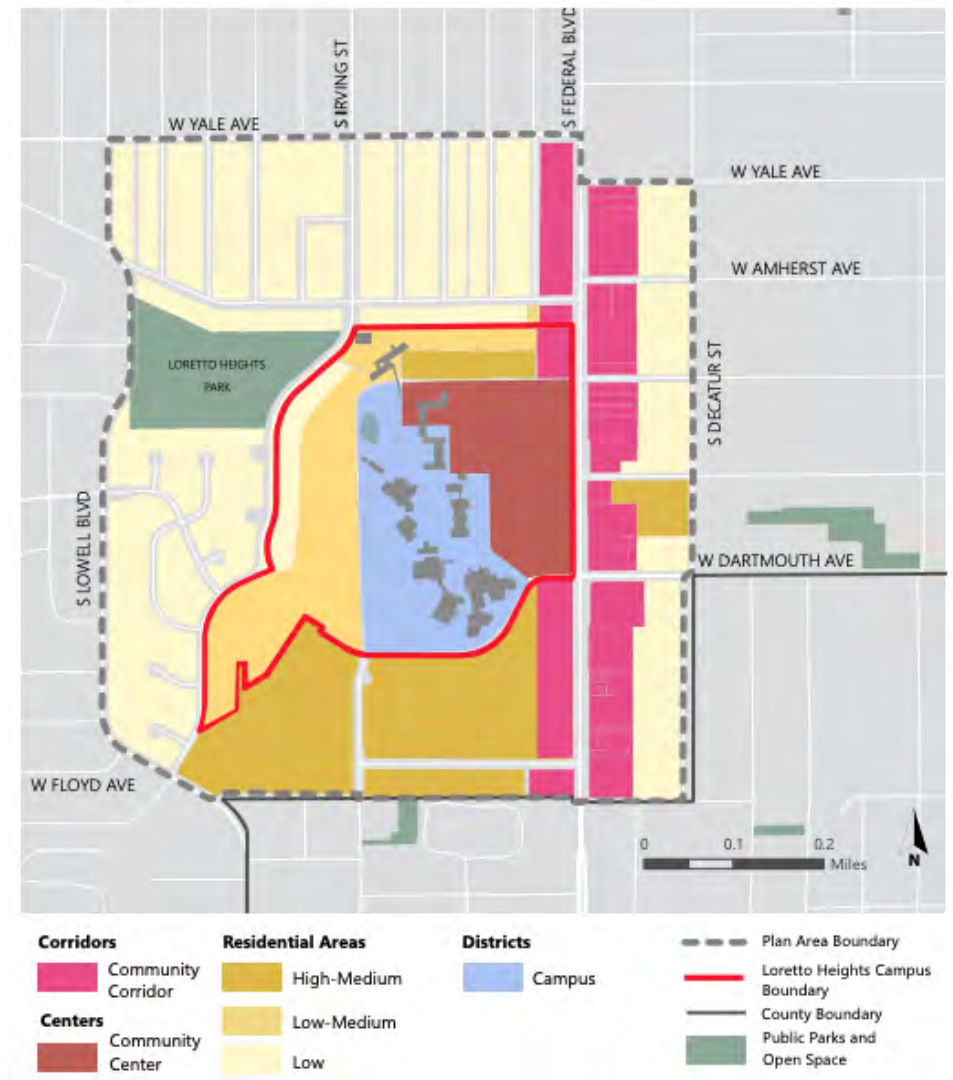 S IRVING ST
S FEDERAL BLVD
W YALE AVE
W YALE AVE
W AMHERST AVE
LORETTO HEIGHTS
PARK
S DECATUR ST
S LOWELL BLVD
W DARTMOUTH AVE
W FLOYD AVE
0 0.1 0.2
Miles
N
Corridors
Community
Corridor
Centers
Community
Center
Residential Areas
High-Medium
Low-Medium
Low
Districts
Campus
Plan Area Boundary
Loretto Heights Campus
Boundary
County Boundary
Public Parks and
Open Space